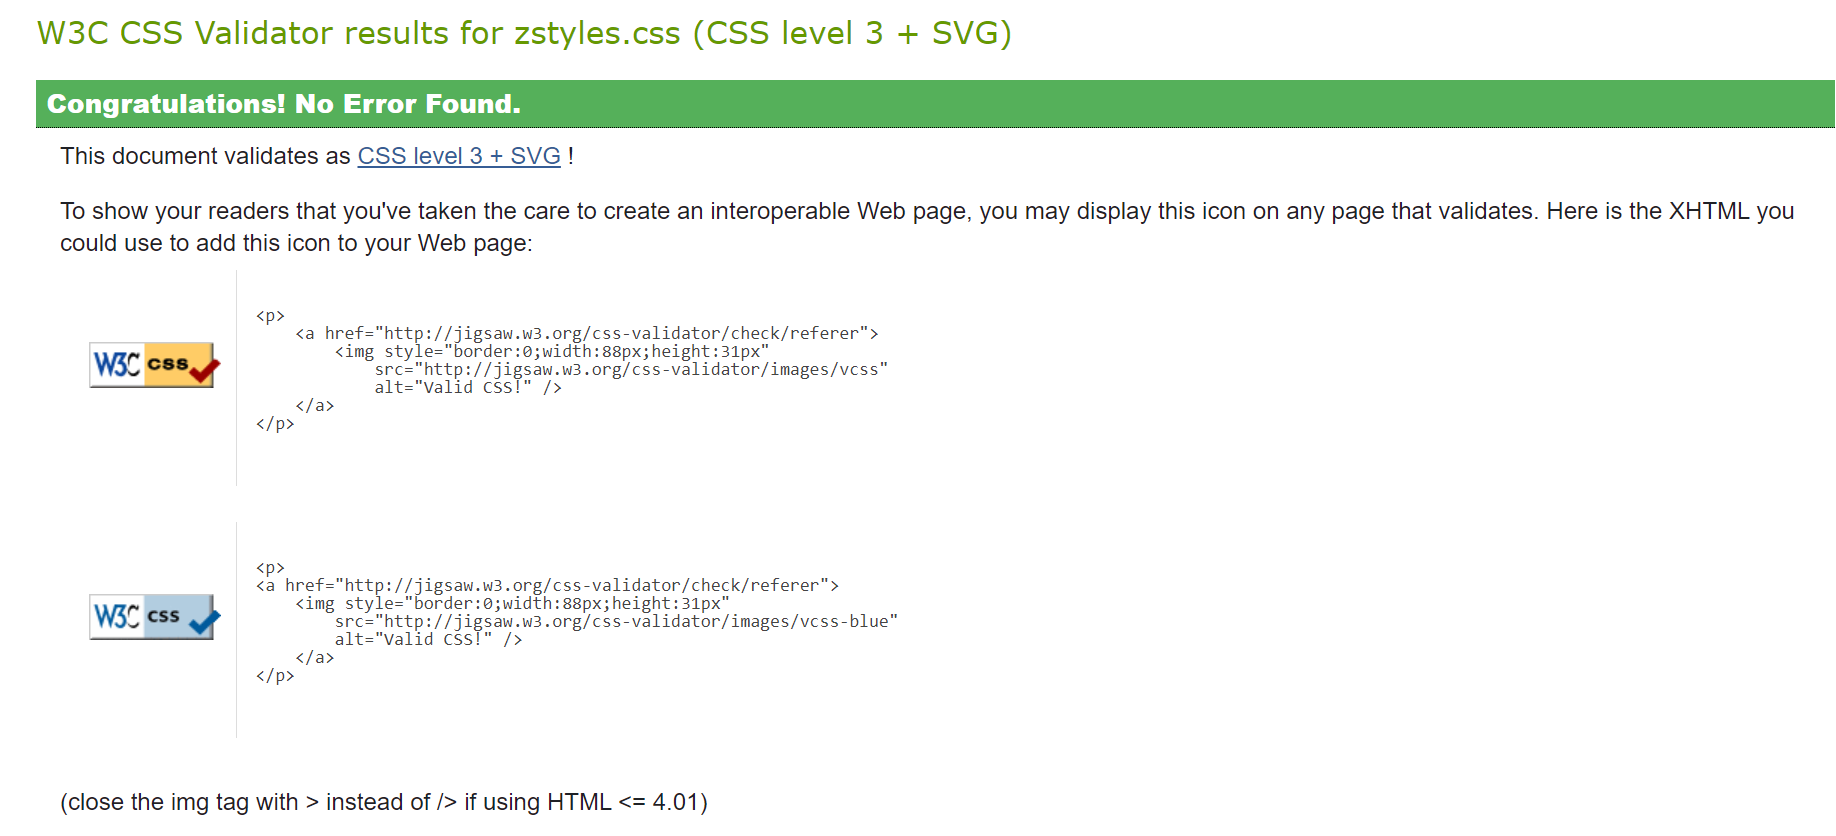 W3C CSS Validator results for zstyles.css (CSS level 3 + SVG)
Congratulations! No Error Found.
This document validates as CSS level 3 + SVG !
To show your readers that you've taken the care to create an interoperable Web page, you may display this icon on any page that validates. Here is the XHTML you
could use to add this icon to your Web page:
W3C css
<p>
    <a href="http://jigsaw.w3.org/css-validator/check/referer">
        <img style="border:0;width:88px;height:31px"
            src="http://jigsaw.w3.org/css-validator/images/vcss"
            alt="Valid CSS!" />
    </a>
</p>
W3C css
<p>
<a href="http://jigsaw.w3.org/css-validator/check/referer">
    <img style="border:0;width:88px;height:31px"
        src="http://jigsaw.w3.org/css-validator/images/vcss-blue"
        alt="Valid CSS!" />
    </a>
</p>
(close the img tag with > instead of /> if using HTML <= 4.01)